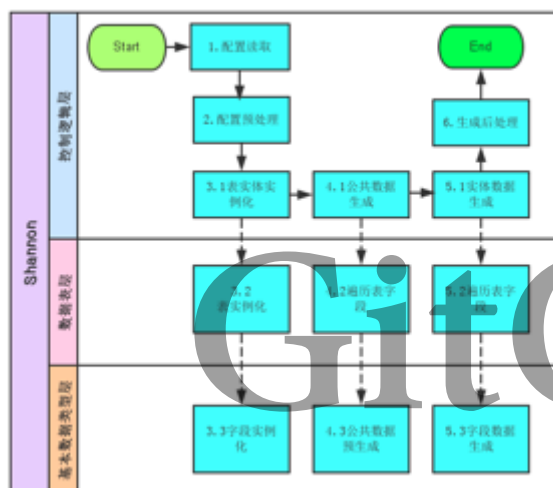 Shannon
控制逻辑层
Start
1.配置读取
End
2.配置预处理
6.生成后处理
3.1表实体实
例化
4.1公共数据
生成
5.1实体数据
生成
数据表层
3.2
表实例化
4.2遍历表字
段
5.2遍历表字
段
基本数据类型层
3.3字段实例
化
4.3公共数据
预生成
5.3字段数据
生成